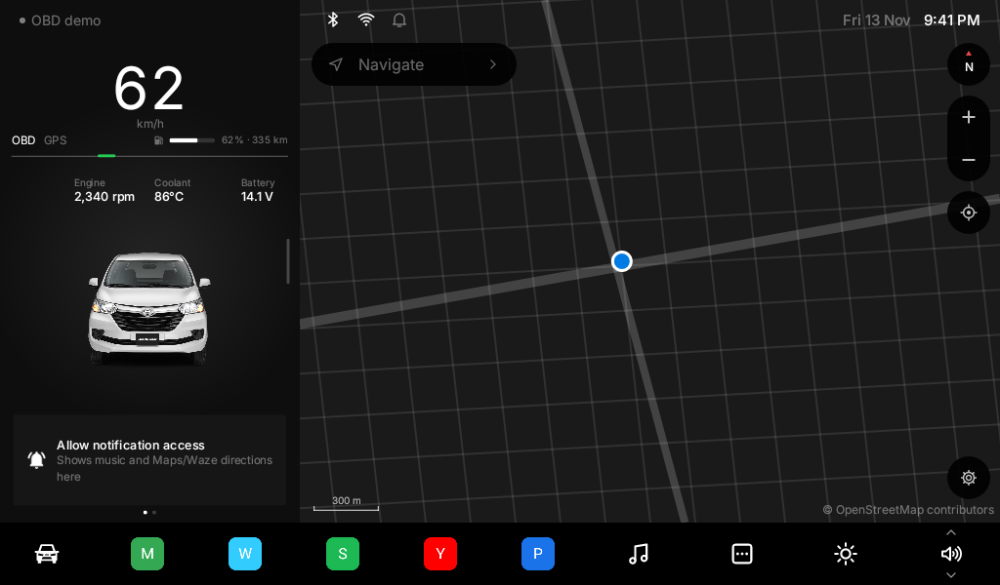 OBD demo
62
km/h
OBD GPS
62% · 335 km
Engine
2,340 rpm
Coolant
86°C
Battery
14.1 V
Allow notification access
Shows music and Maps/Waze directions
here
Fri 13 Nov 9:41 PM
Navigate
N
300 m
© OpenStreetMap contributors
M
W
S
Y
P